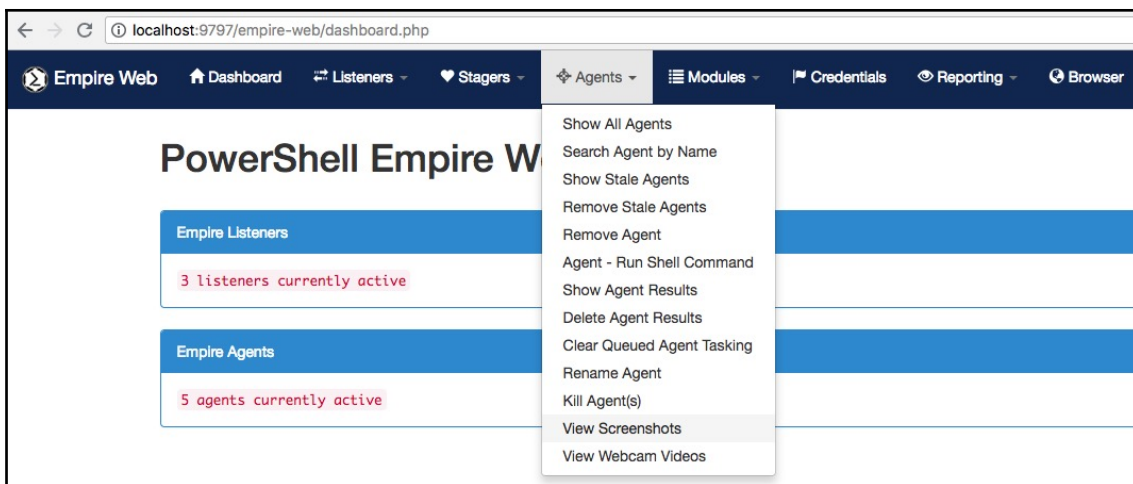 localhost:9797/empire-web/dashboard.php
Empire Web Dashboard Listeners Stagers Agents Modules Credentials Reporting Browser
Show All Agents
Search Agent by Name
Show Stale Agents
Remove Stale Agents
Remove Agent
Agent - Run Shell Command
Show Agent Results
Delete Agent Results
Clear Queued Agent Tasking
Rename Agent
Kill Agent(s)
View Screenshots
View Webcam Videos
PowerShell Empire W
Empire Listeners
3 listeners currently active
Empire Agents
5 agents currently active